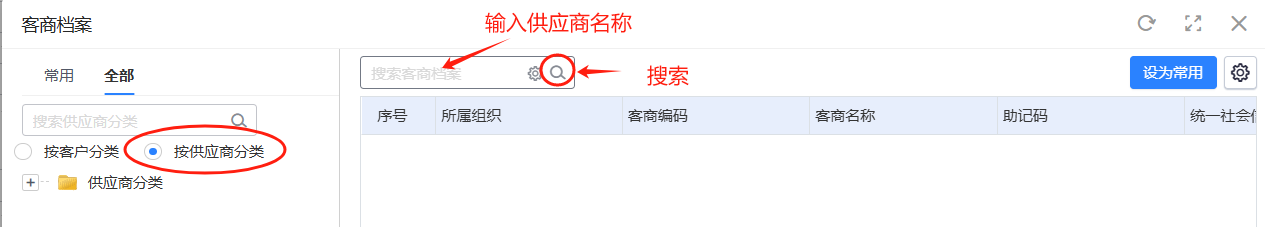 客商档案
输入供应商名称
常用 全部
搜索客商档案
搜索
设为常用
搜索供应商分类
按客户分类 按供应商分类
供应商分类
序号 所属组织 客商编码 客商名称 助记码 统一社会